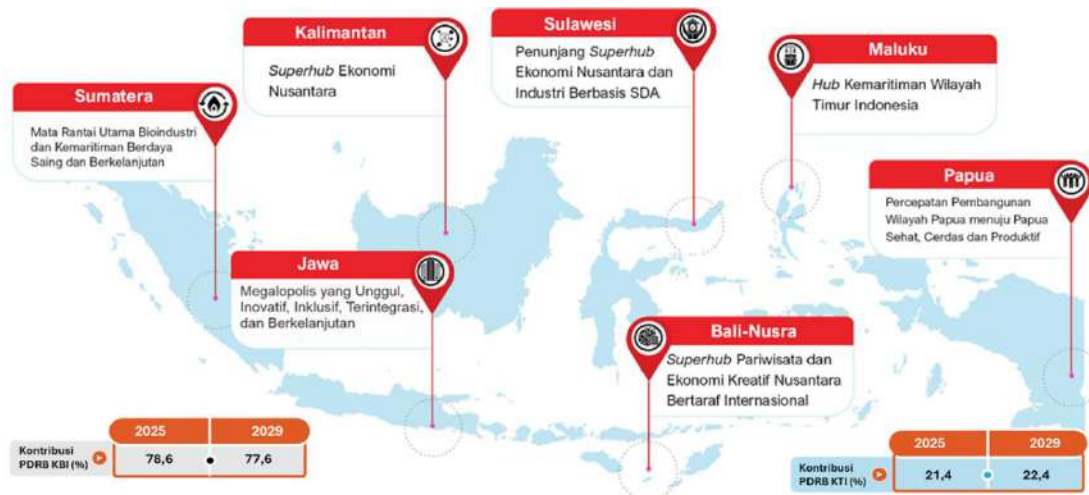 Sumatera
Mata Rantai Utama Bioindustri
dan Kemaritiman Berdaya
Saing dan Berkelanjutan
Kalimantan
Superhub Ekonomi
Nusantara
Sulawesi
Penunjang Superhub
Ekonomi Nusantara dan
Industri Berbasis SDA
Maluku
Hub Kemaritiman Wilayah
Timur Indonesia
Papua
Percepatan Pembangunan
Wilayah Papua menuju Papua
Sehat, Cerdas dan Produktif
Jawa
Megalopolis yang Unggul,
Inovatif, Inklusif, Terintegrasi,
dan Berkelanjutan
Bali-Nusra
Superhub Pariwisata dan
Ekonomi Kreatif Nusantara
Bertaraf Internasional
2025 2029
Kontribusi
PDRB KBI (%)
78,6 77,6
2025 2029
Kontribusi
PDRB KTI (%)
21,4 22,4